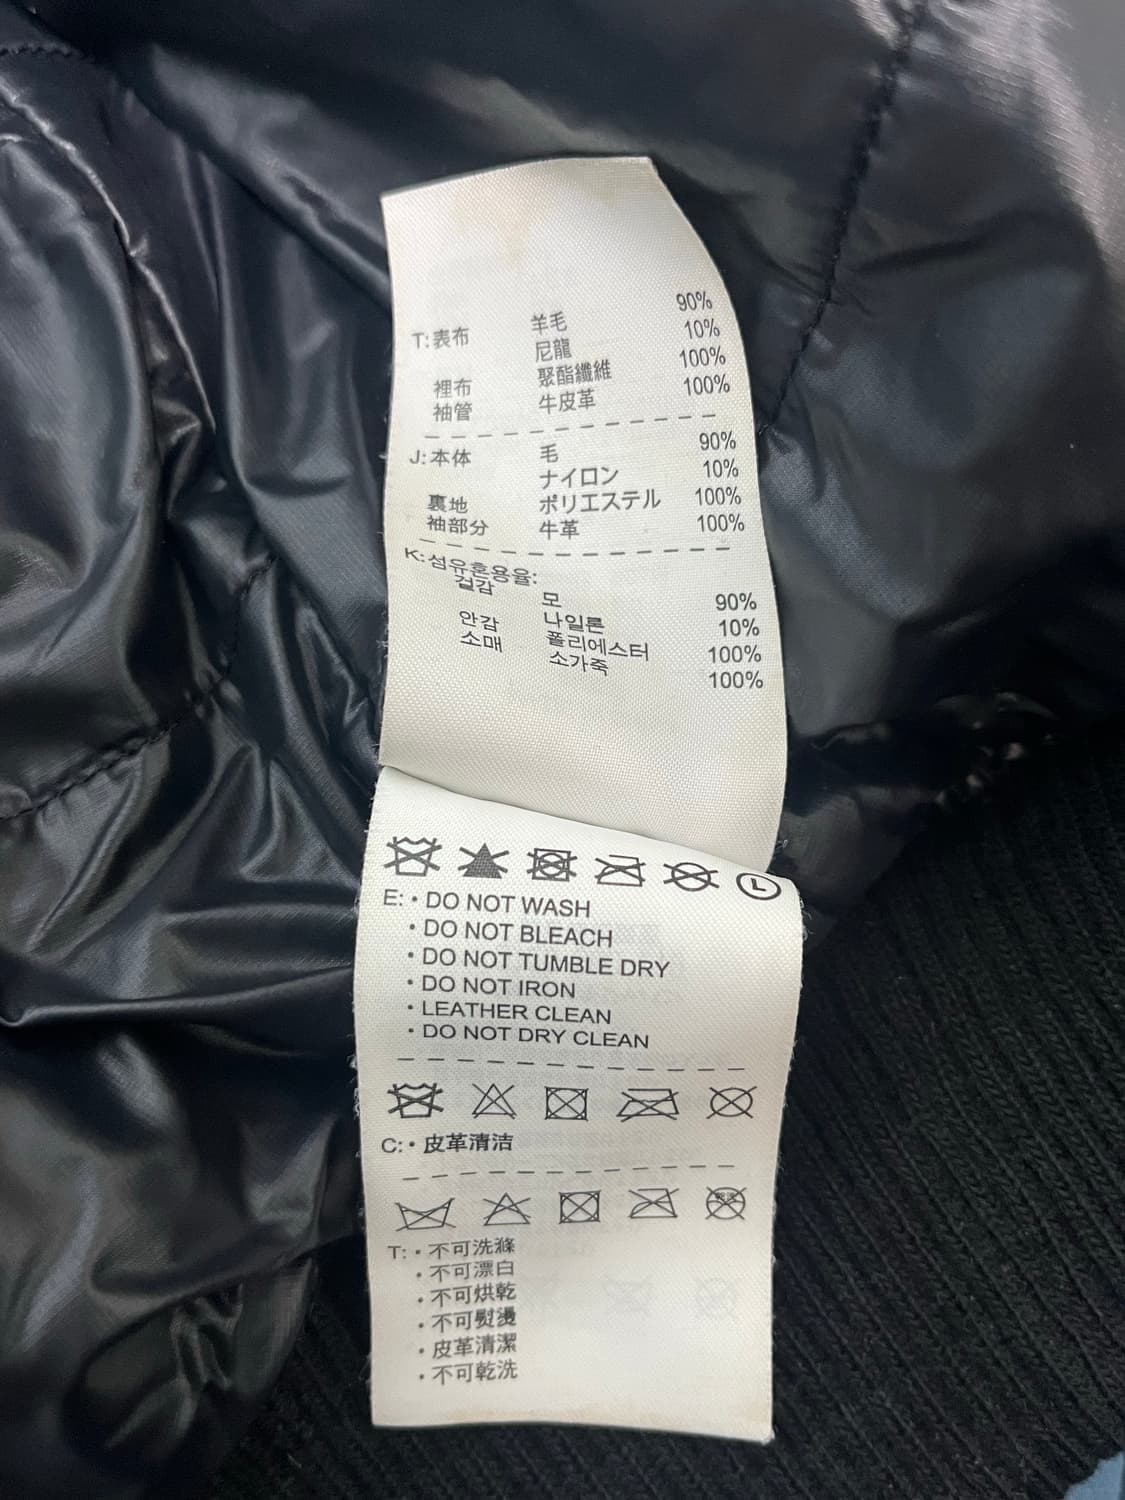 T:表布 羊毛 90%
尼龍 10%
裡布 聚酯纖維 100%
袖管 牛皮革 100%
J:本体 毛 90%
ナイロン 10%
裏地 ポリエステル 100%
袖部分 牛革 100%
K:섬유혼용율:
겉감 모 90%
나일론 10%
안감 폴리에스터 100%
소매 소가죽 100%
L
E: · DO NOT WASH
· DO NOT BLEACH
· DO NOT TUMBLE DRY
· DO NOT IRON
· LEATHER CLEAN
· DO NOT DRY CLEAN
C: · 皮革清洁
T: · 不可洗滌
· 不可漂白
· 不可烘乾
· 不可熨燙
· 皮革清潔
· 不可乾洗